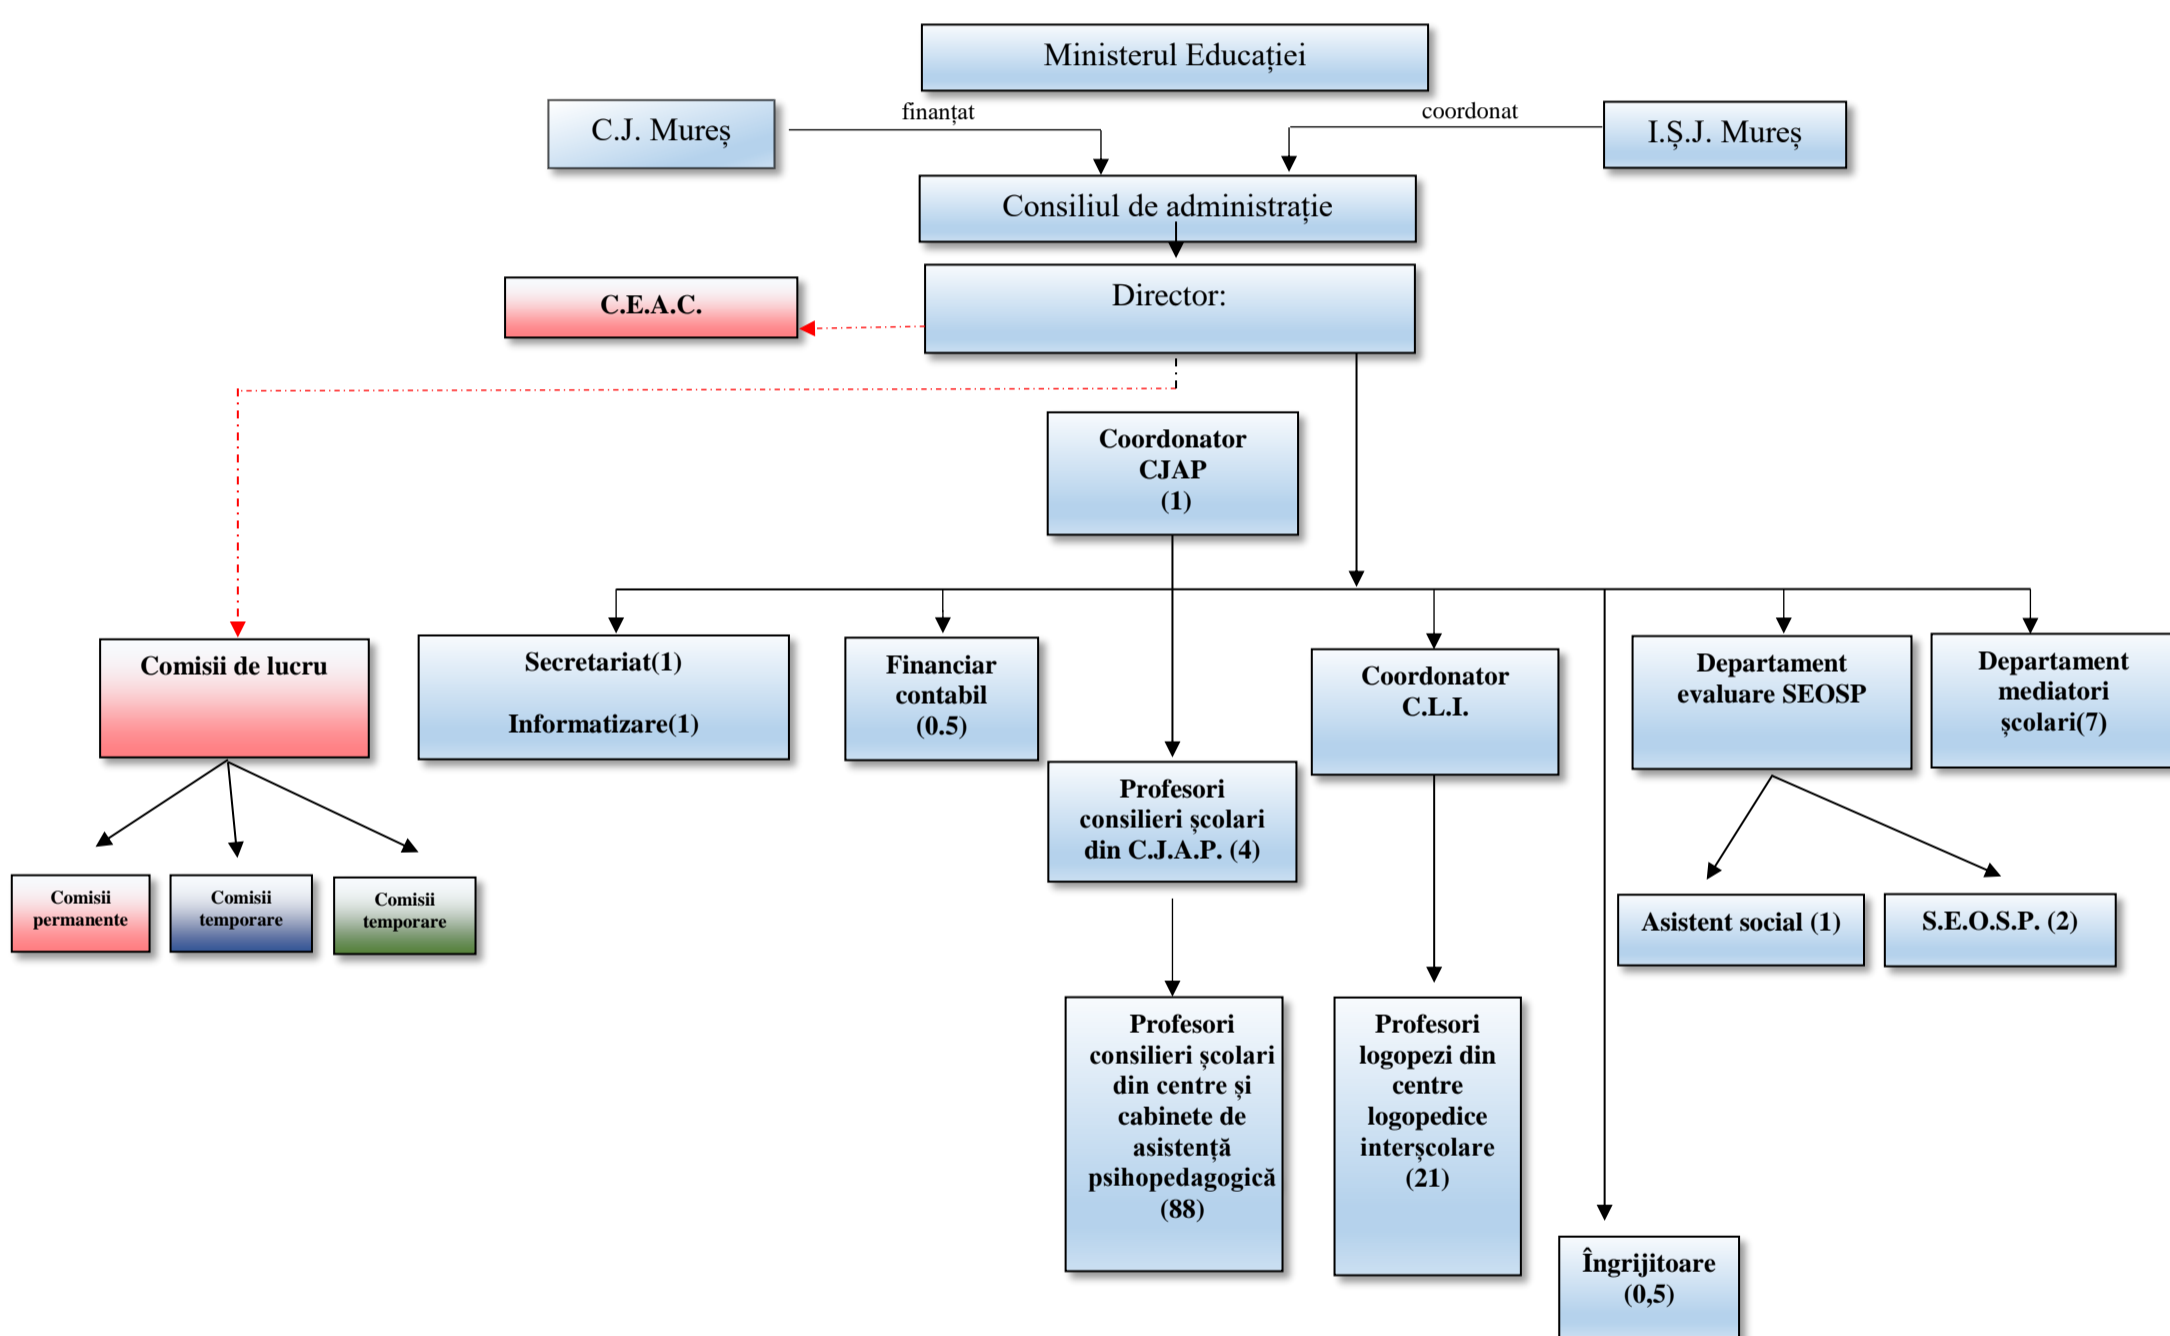 Ministerul Educației
C.J. Mureș
finanțat
coordonat
I.Ș.J. Mureș
Consiliul de administrație
Director:
C.E.A.C.
Coordonator
CJAP
(1)
Comisii de lucru
Secretariat(1)
Informatizare(1)
Financiar
contabil
(0.5)
Coordonator
C.L.I.
Departament
evaluare SEOSP
Departament
mediatori
școlari(7)
Profesori
consilieri școlari
din C.J.A.P. (4)
Comisii
permanente
Comisii
temporare
Comisii
temporare
Asistent social (1)
S.E.O.S.P. (2)
Profesori
consilieri școlari
din centre și
cabinete de
asistență
psihopedagogică
(88)
Profesori
logopezi din
centre
logopedice
interșcolare
(21)
Îngrijitoare
(0,5)